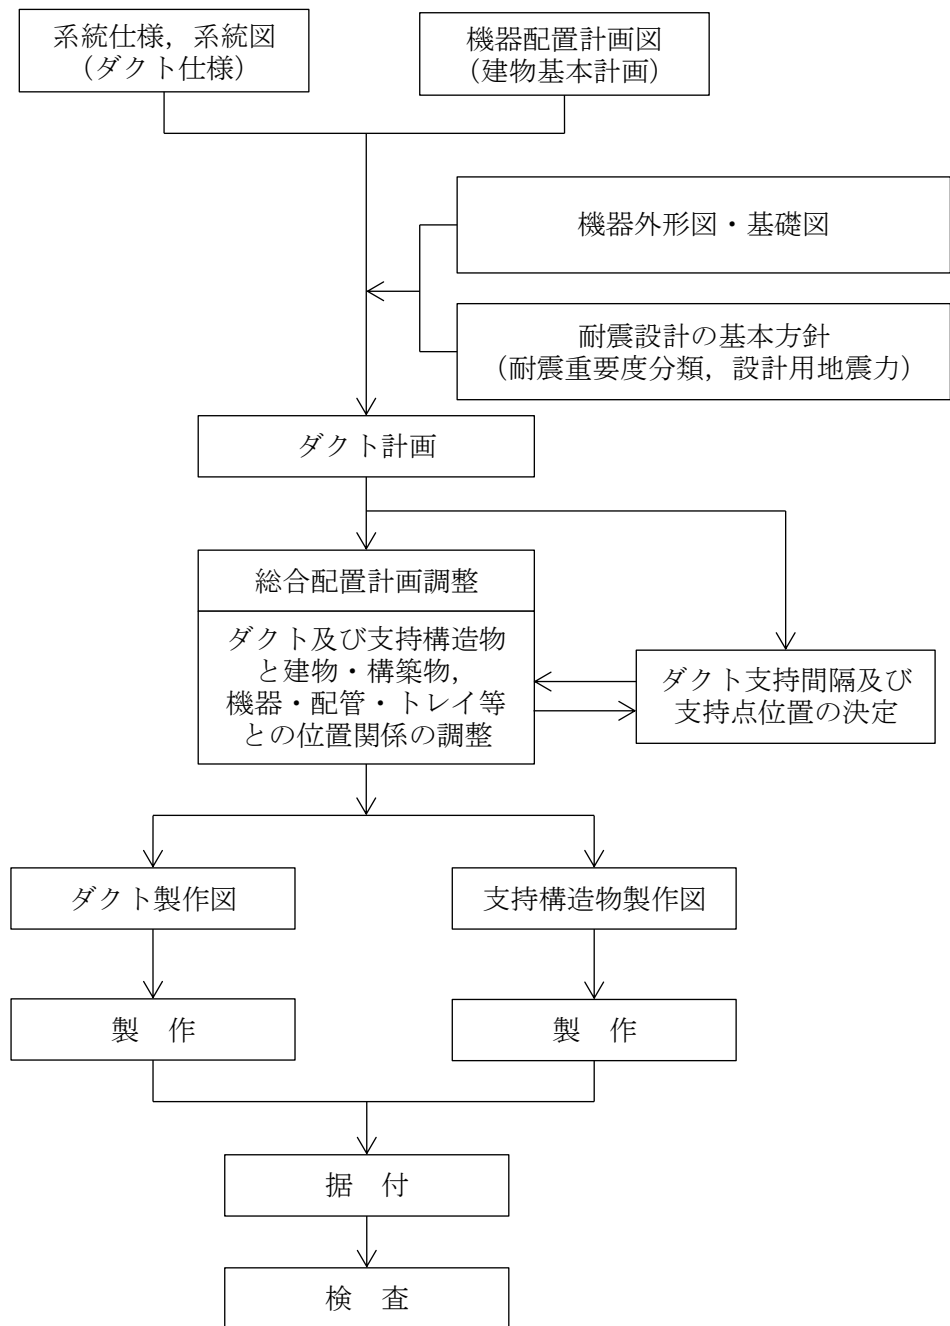 系統仕様，系統図
（ダクト仕様）
機器配置計画図
（建物基本計画）
機器外形図・基礎図
耐震設計の基本方針
（耐震重要度分類，設計用地震力）
ダクト計画
総合配置計画調整
ダクト及び支持構造物
と建物・構築物，
機器・配管・トレイ等
との位置関係の調整
ダクト支持間隔及び
支持点位置の決定
ダクト製作図
支持構造物製作図
製　作
製　作
据　付
検　査